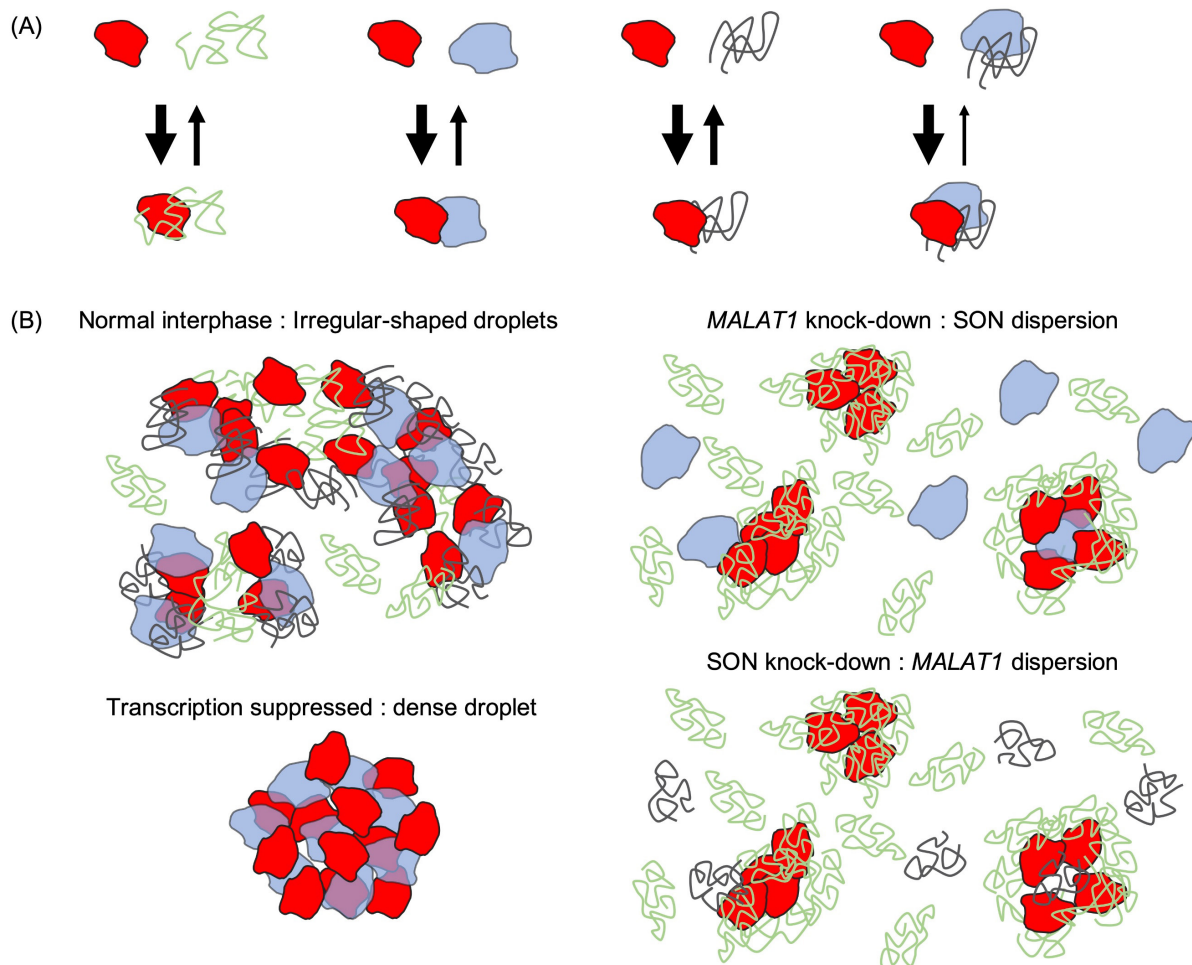 (A)
(B)
Normal interphase : Irregular-shaped droplets
MALAT1 knock-down : SON dispersion
SON knock-down : MALAT1 dispersion
Transcription suppressed : dense droplet